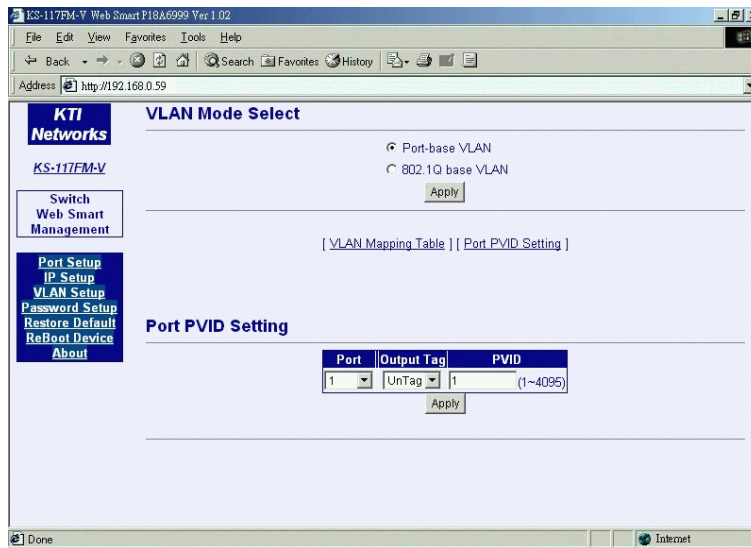 KS-117FM-V Web Smart P18A6999 Ver 1.02
File Edit View Favorites Tools Help
Back Search Favorites History
Address http://192.168.0.59
KTI
Networks
KS-117FM-V
Switch
Web Smart
Management
Port Setup
IP Setup
VLAN Setup
Password Setup
Restore Default
ReBoot Device
About
VLAN Mode Select
Port-base VLAN
802.1Q base VLAN
Apply
[ VLAN Mapping Table ] [ Port PVID Setting ]
Port PVID Setting
Port Output Tag PVID
1 UnTag 1 (1~4095)
Apply
Done Internet